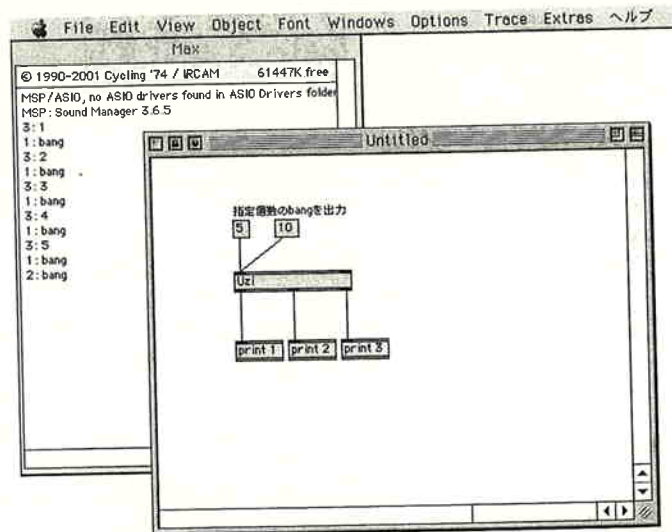 File Edit View Object Font Windows Options Trace Extras ヘルプ
Max
© 1990-2001 Cycling '74 / IRCAM 61447K free
MSP/ASIO, no ASIO drivers found in ASIO Drivers folder
MSP: Sound Manager 3.6.5
3: 1
1: bang
3: 2
1: bang
3: 3
1: bang
3: 4
1: bang
3: 5
1: bang
2: bang
Untitled
指定個数のbangを出力
5 10
Uzi
print 1 print 2 print 3